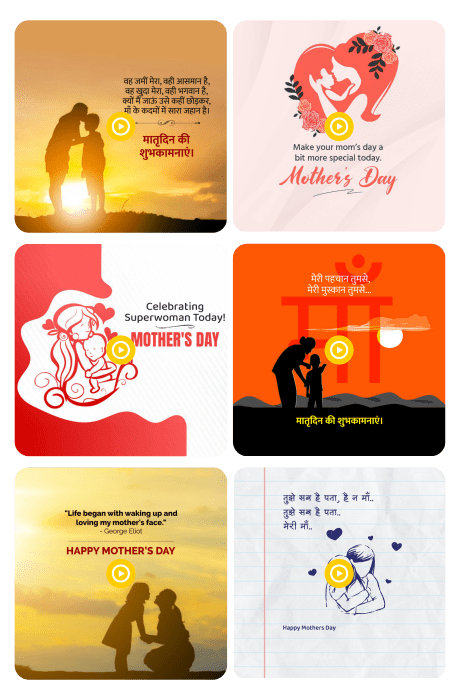 वह जमीं मेरा, वही आसमान है,
वह खुदा मेरा, वही भगवान है,
क्यों मैं जाऊं उसे कहीं छोड़कर,
माँ के कदमों में सारा जहान है।
मातृदिन की
शुभकामनाएं।
Make your mom's day a
bit more special today.
Mother's Day
Celebrating
Superwoman Today!
MOTHER'S DAY
मेरी पहचान तुमसे,
मेरी मुस्कान तुमसे...
माँ
मातृदिन की शुभकामनाएं।
"Life began with waking up and
loving my mother's face."
- George Eliot
HAPPY MOTHER'S DAY
तुझे सब है पता, है न माँ..
तुझे सब है पता..
मेरी माँ..
Happy Mothers Day